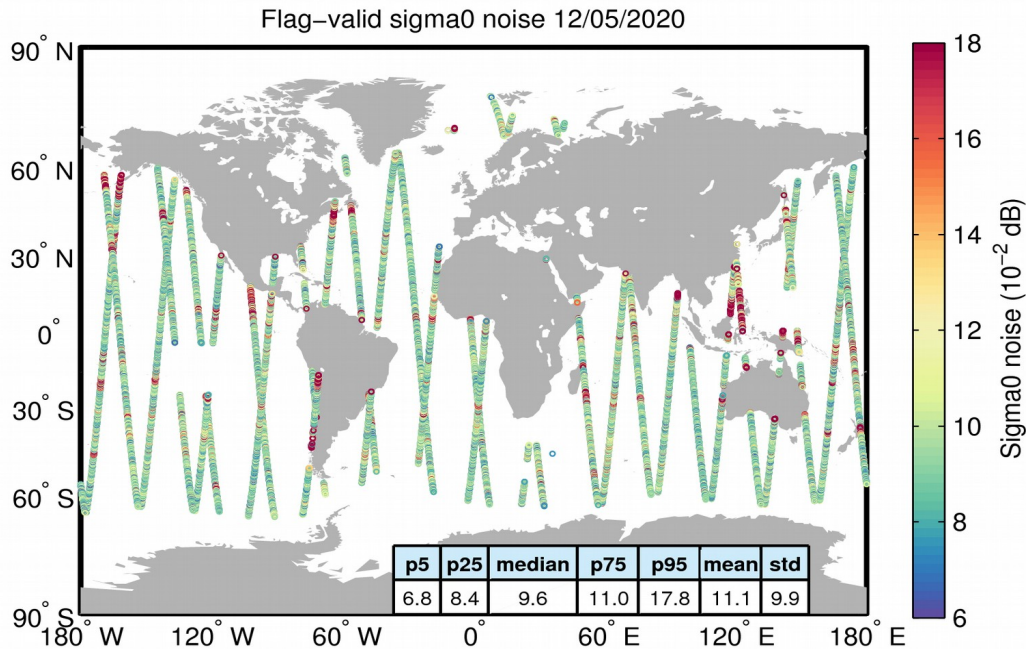 Flag−valid sigma0 noise 12/05/2020
90° N
60° N
30° N
0°
30° S
60° S
90° S
180° W
120° W
60° W
0°
60° E
120° E
180° E
p5 p25 median p75 p95 mean std
6.8 8.4 9.6 11.0 17.8 11.1 9.9
18
16
14
12
10
8
6
Sigma0 noise (10⁻² dB)